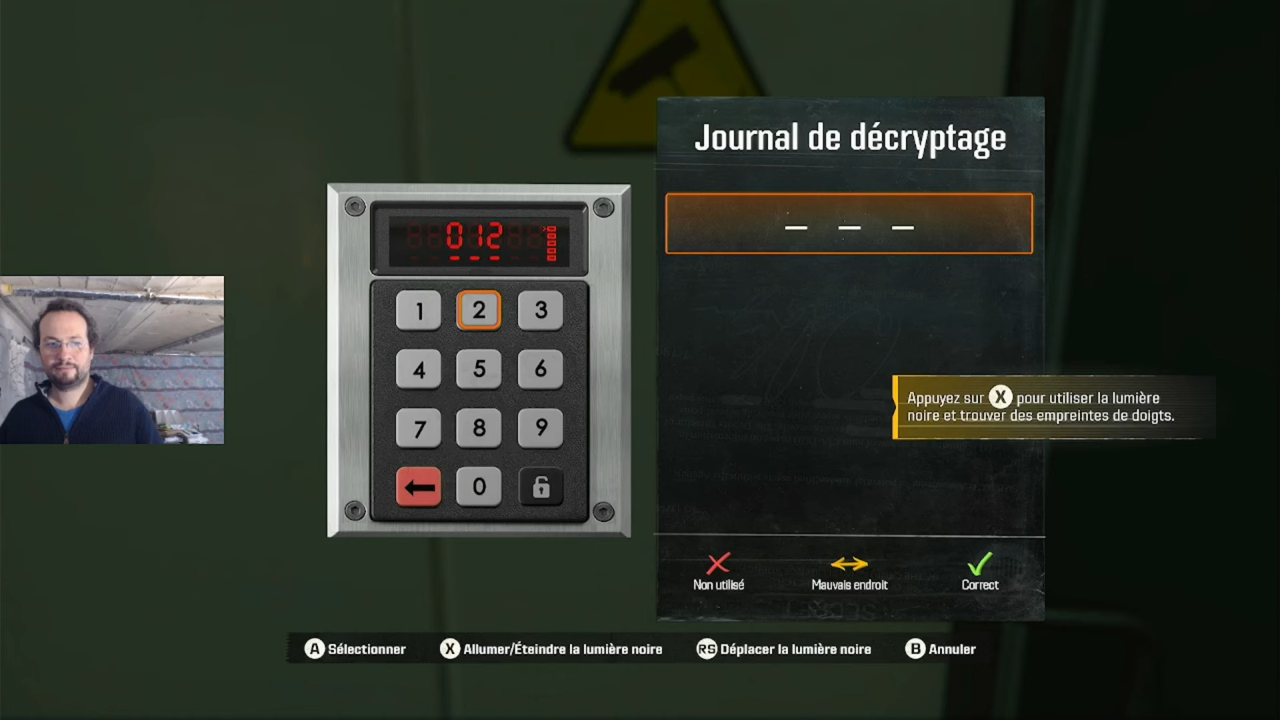 Journal de décryptage
012
1 2 3
4 5 6
7 8 9
0
Appuyez sur X pour utiliser la lumière
noire et trouver des empreintes de doigts.
Non utilisé Mauvais endroit Correct
A Sélectionner X Allumer/Éteindre la lumière noire RS Déplacer la lumière noire B Annuler